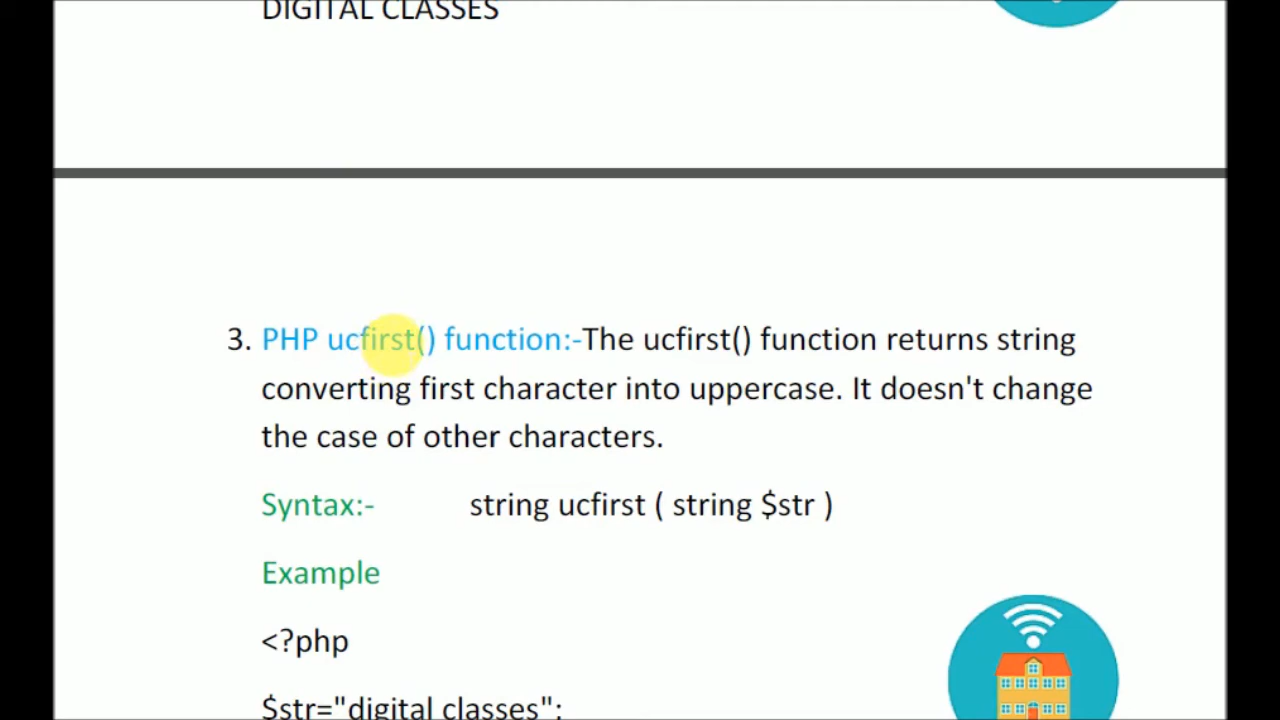 DIGITAL CLASSES
3. PHP ucfirst() function:-The ucfirst() function returns string
converting first character into uppercase. It doesn't change
the case of other characters.
Syntax:- string ucfirst ( string $str )
Example
<?php
$str="digital classes";